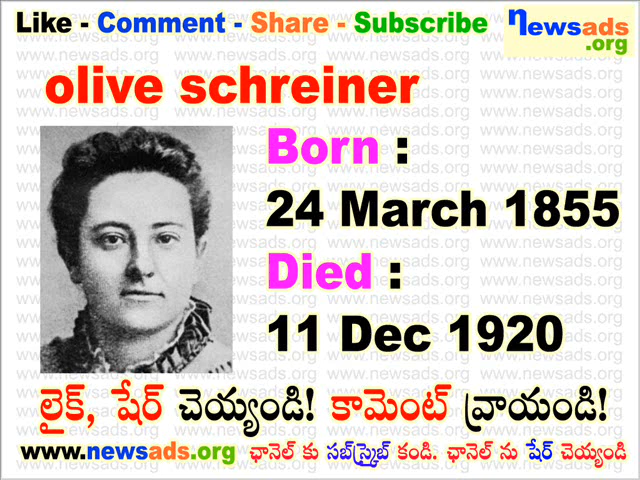 Like - Comment - Share - Subscribe
newsads
.org
olive schreiner
Born :
24 March 1855
Died :
11 Dec 1920
లైక్, షేర్ చెయ్యండి! కామెంట్ వ్రాయండి!
www.newsads.org ఛానెల్ కు సబ్‌స్క్రైబ్ కండి. ఛానెల్ ను షేర్ చెయ్యండి